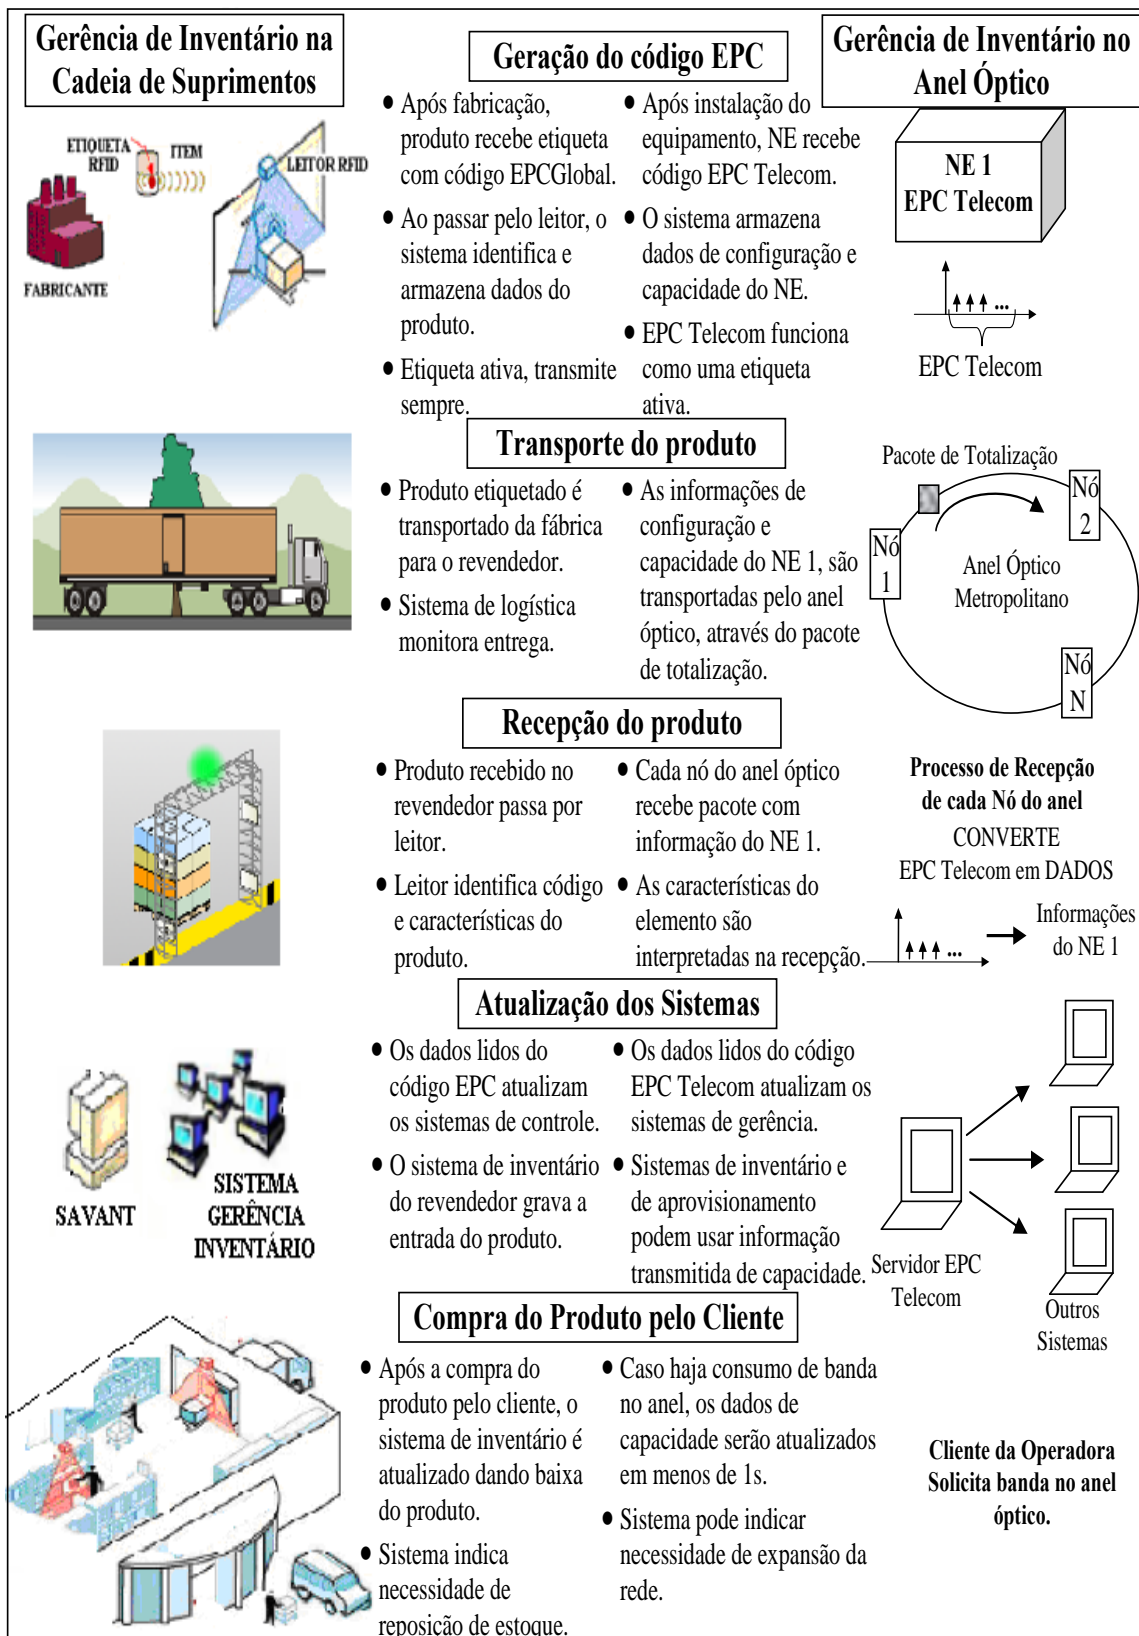 Gerência de Inventário na
Cadeia de Suprimentos
Gerência de Inventário no
Anel Óptico
Geração do código EPC
ETIQUETA
RFID
ITEM
LEITOR RFID
FABRICANTE
• Após fabricação,
produto recebe etiqueta
com código EPCGlobal.
• Ao passar pelo leitor, o
sistema identifica e
armazena dados do
produto.
• Etiqueta ativa, transmite
sempre.
• Após instalação do
equipamento, NE recebe
código EPC Telecom.
• O sistema armazena
dados de configuração e
capacidade do NE.
• EPC Telecom funciona
como uma etiqueta
ativa.
NE 1
EPC Telecom
...
EPC Telecom
Transporte do produto
• Produto etiquetado é
transportado da fábrica
para o revendedor.
• Sistema de logística
monitora entrega.
• As informações de
configuração e
capacidade do NE 1, são
transportadas pelo anel
óptico, através do pacote
de totalização.
Pacote de Totalização
Nó
1
Nó
2
Anel Óptico
Metropolitano
Nó
N
Recepção do produto
• Produto recebido no
revendedor passa por
leitor.
• Leitor identifica código
e características do
produto.
• Cada nó do anel óptico
recebe pacote com
informação do NE 1.
• As características do
elemento são
interpretadas na recepção.
Processo de Recepção
de cada Nó do anel
CONVERTE
EPC Telecom em DADOS
...
Informações
do NE 1
Atualização dos Sistemas
SAVANT
SISTEMA
GERÊNCIA
INVENTÁRIO
• Os dados lidos do
código EPC atualizam
os sistemas de controle.
• O sistema de inventário
do revendedor grava a
entrada do produto.
• Os dados lidos do código
EPC Telecom atualizam os
sistemas de gerência.
• Sistemas de inventário e
de aprovisionamento
podem usar informação
transmitida de capacidade.
Servidor EPC
Telecom
Outros
Sistemas
Compra do Produto pelo Cliente
• Após a compra do
produto pelo cliente, o
sistema de inventário é
atualizado dando baixa
do produto.
• Sistema indica
necessidade de
reposição de estoque.
• Caso haja consumo de banda
no anel, os dados de
capacidade serão atualizados
em menos de 1s.
• Sistema pode indicar
necessidade de expansão da
rede.
Cliente da Operadora
Solicita banda no anel
óptico.